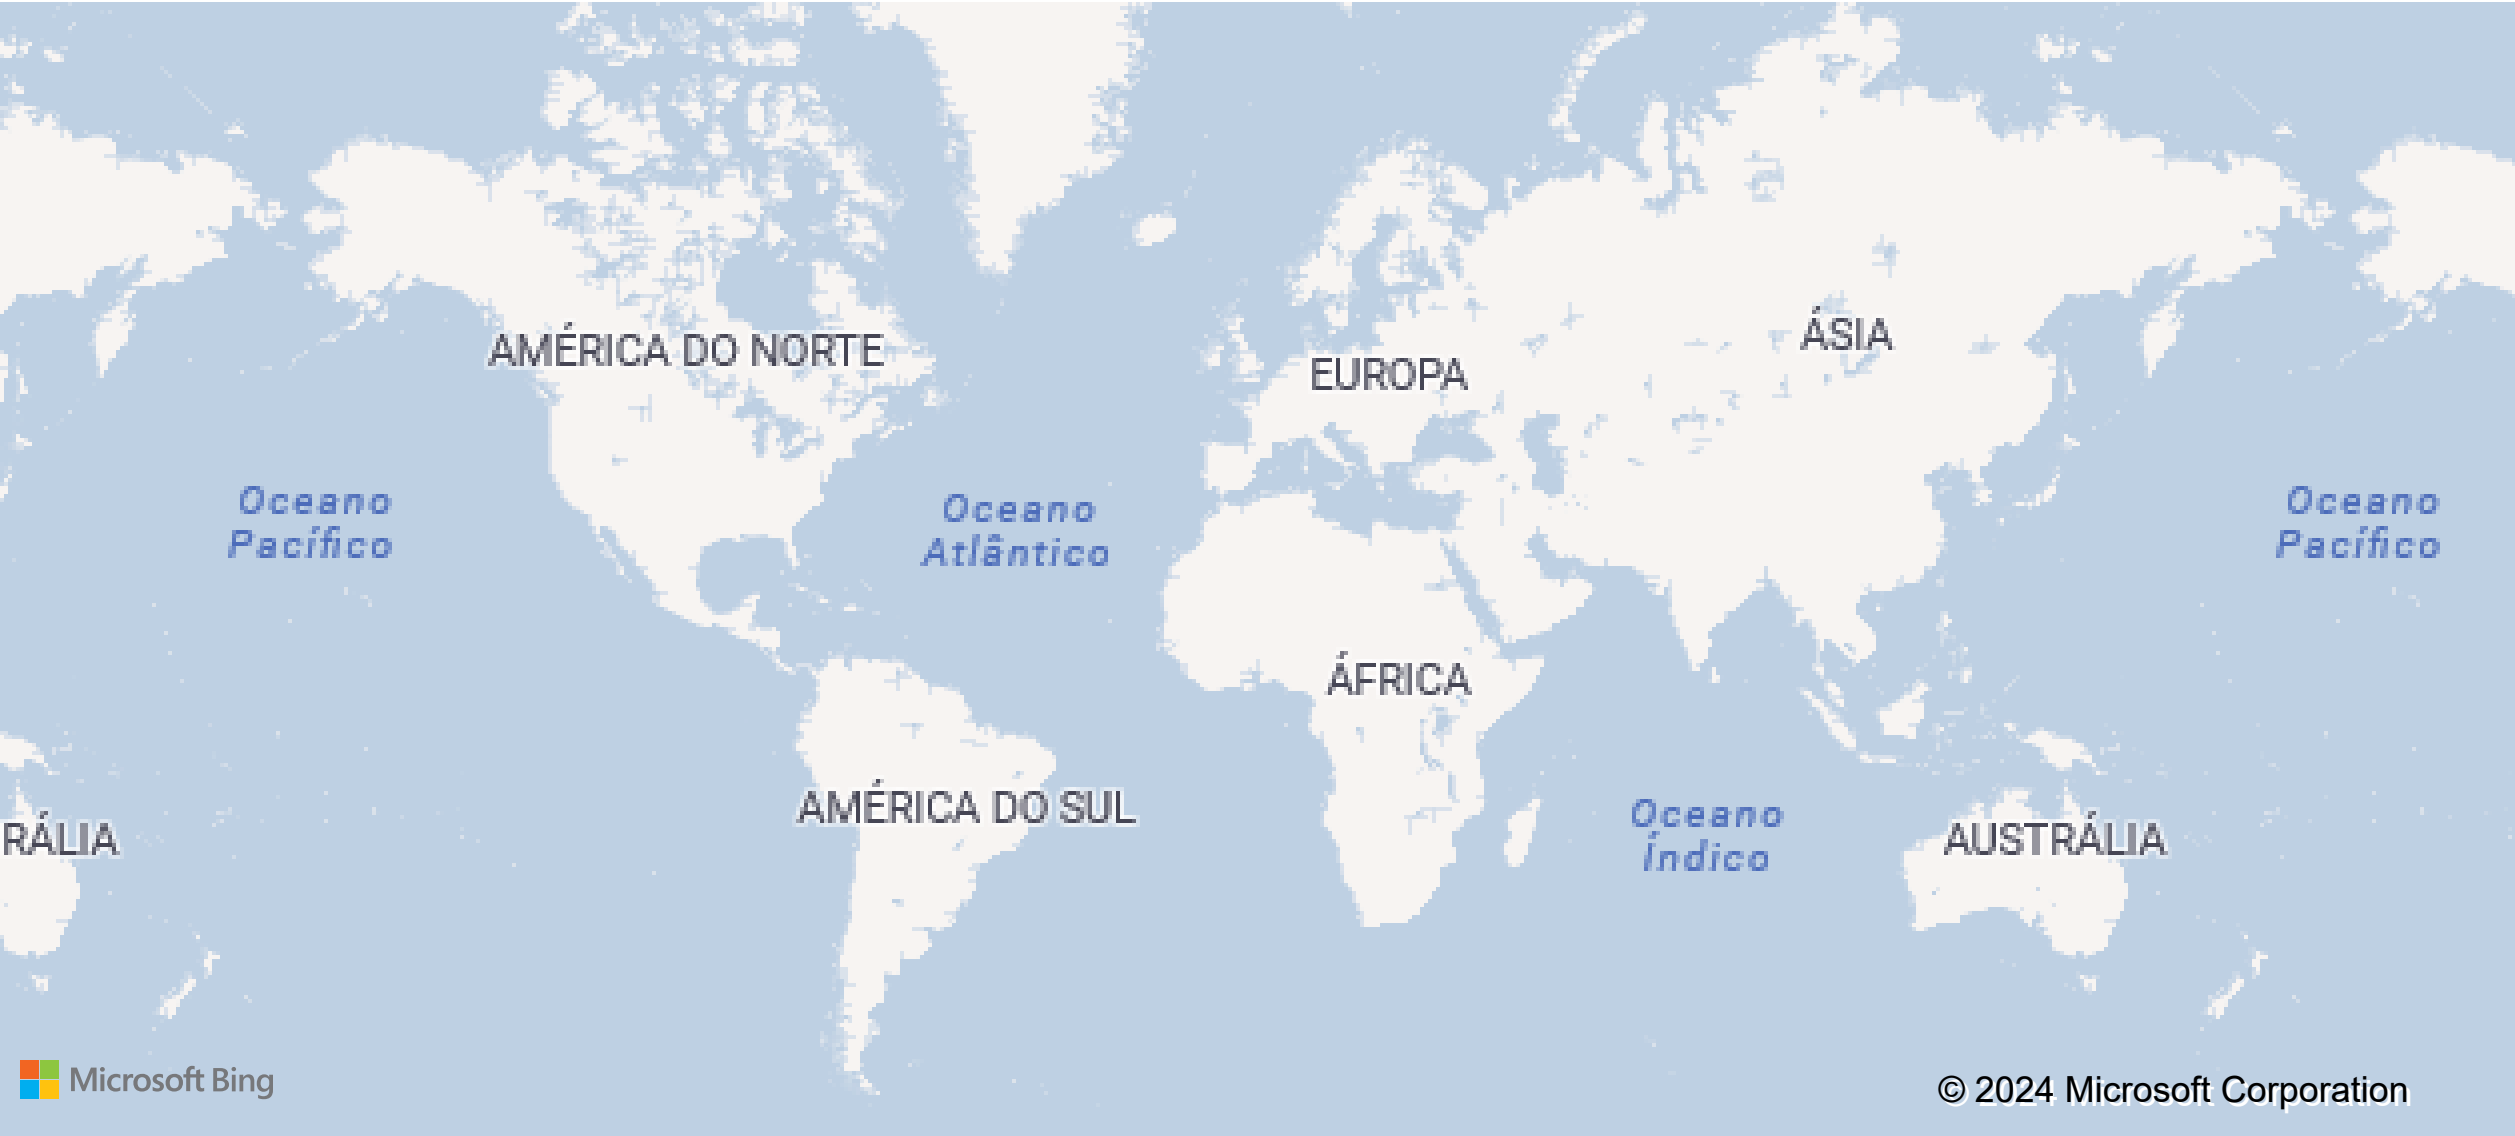 AMÉRICA DO NORTE
ÁSIA
EUROPA
Oceano
Pacífico
Oceano
Atlântico
Oceano
Pacífico
ÁFRICA
AMÉRICA DO SUL
Oceano
Índico
RÁLIA
AUSTRÁLIA
Microsoft Bing
© 2024 Microsoft Corporation